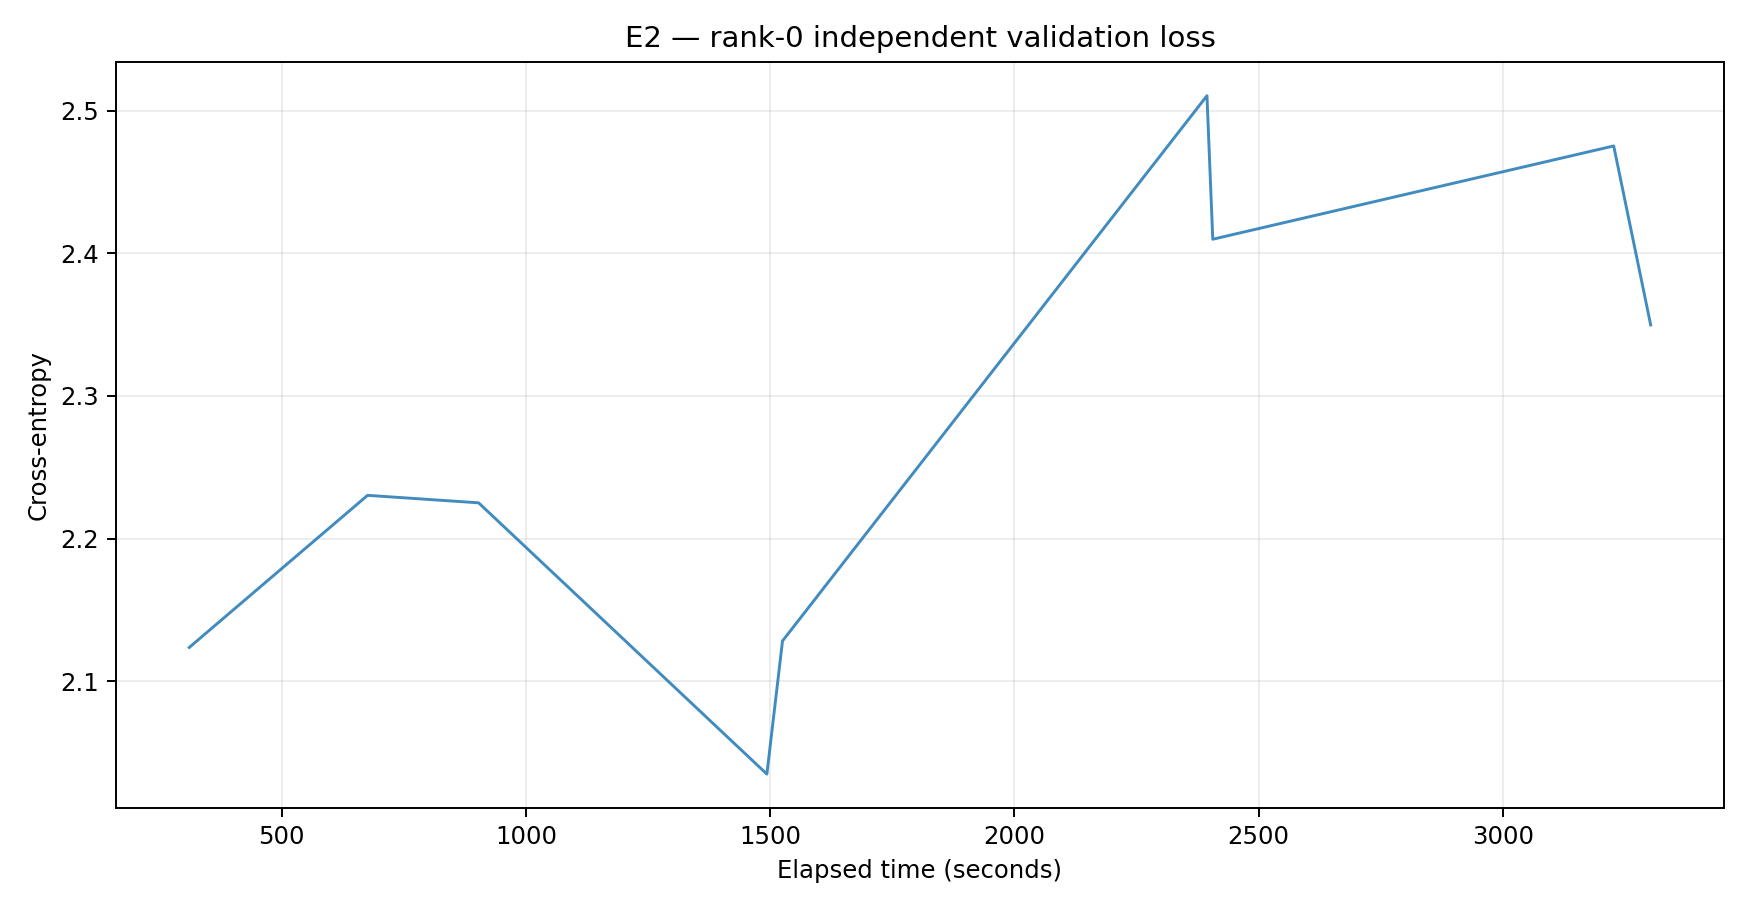 E2 — rank-0 independent validation loss
Cross-entropy
2.5
2.4
2.3
2.2
2.1
500 1000 1500 2000 2500 3000
Elapsed time (seconds)